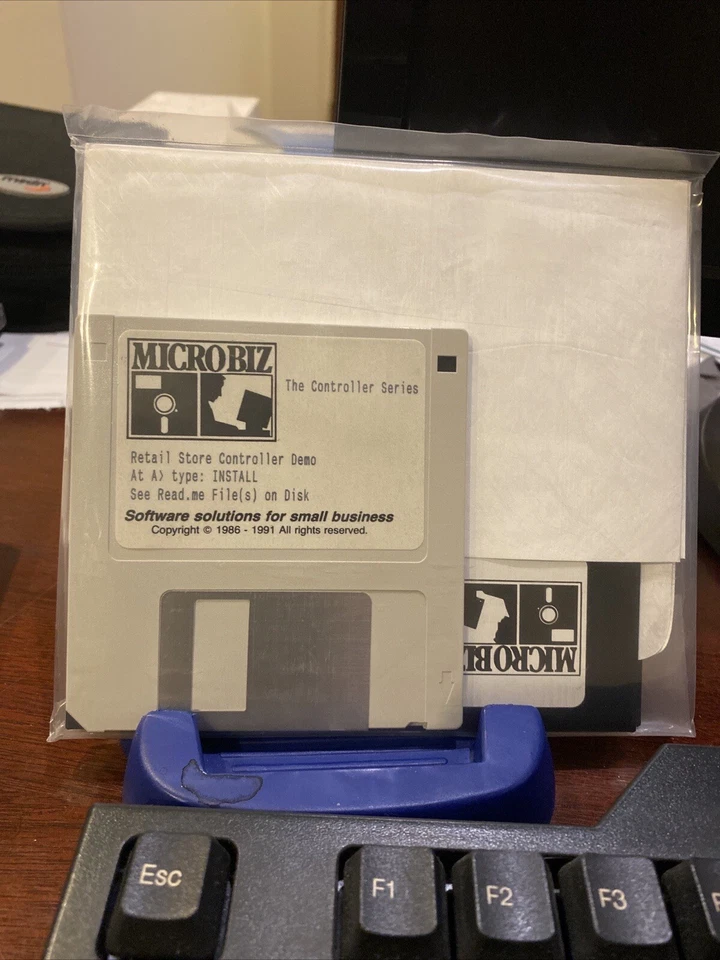 MICROBIZ
The Controller Series
Retail Store Controller Demo
At A> type: INSTALL
See Read.me File(s) on Disk
Software solutions for small business
Copyright © 1986 - 1991 All rights reserved.
MICROBI
Esc
F1
F2
F3
F